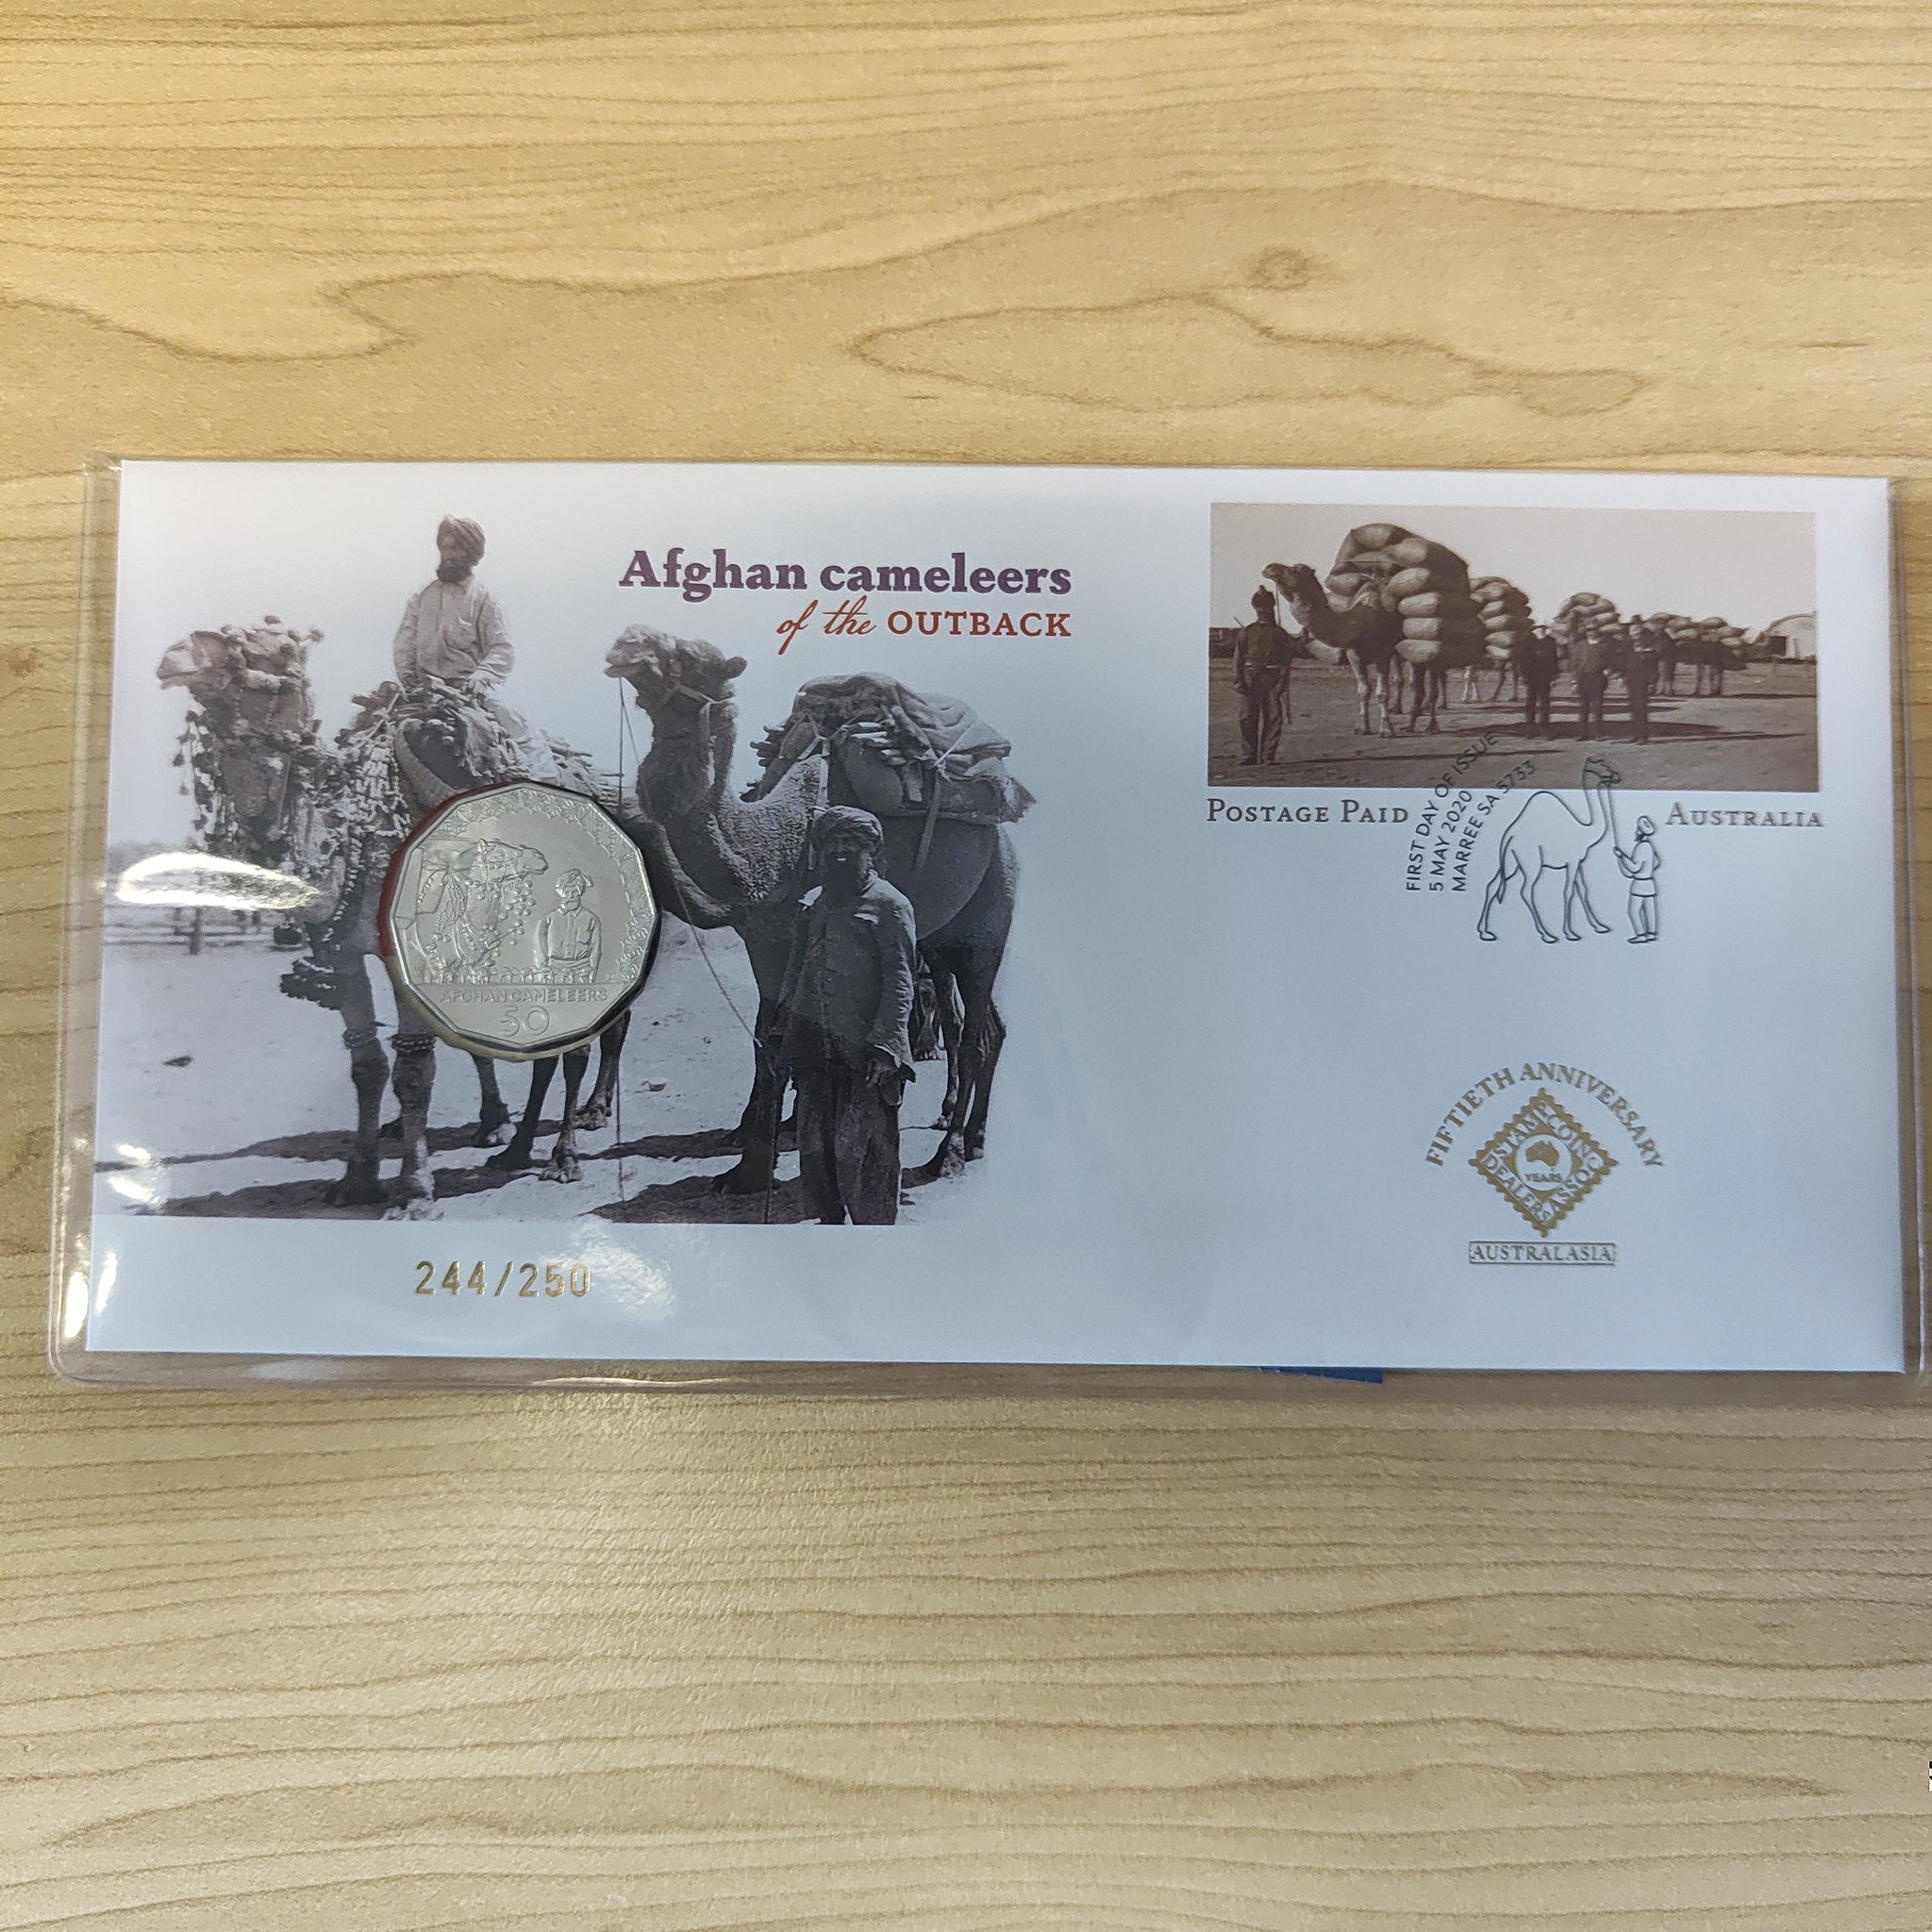 Afghan cameleers
of the OUTBACK
POSTAGE PAID
AUSTRALIA
FIRST DAY OF ISSUE
5 MAY 2020
MARREE SA 5733
AFGHAN CAMELEERS
50
FIFTIETH ANNIVERSARY
STAMP COIN
DEALERS ASSOC
YEARS
AUSTRALASIA
244/250